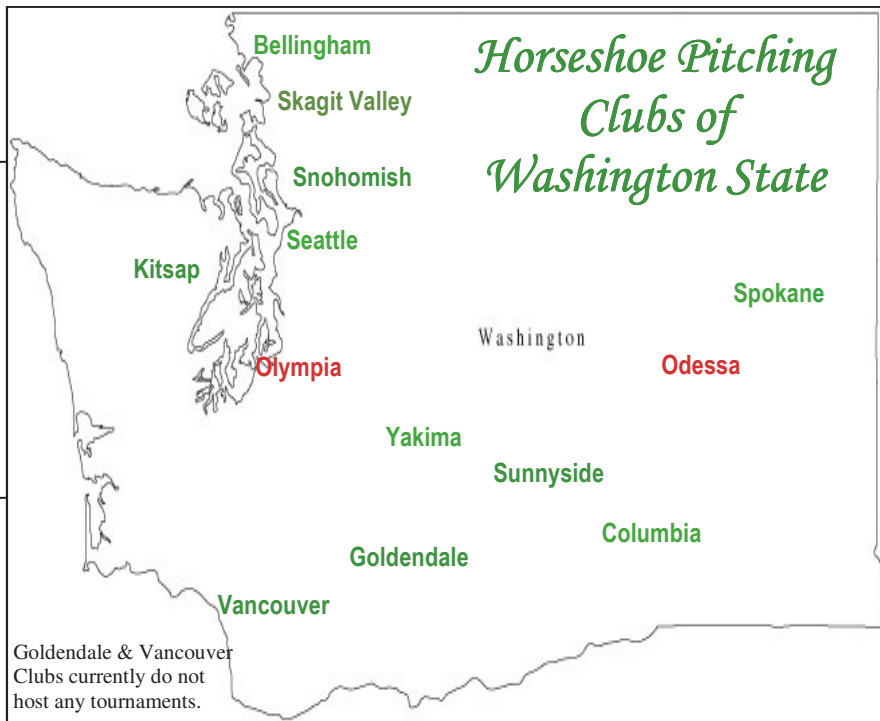 Horseshoe Pitching
Clubs of
Washington State
Bellingham
Skagit Valley
Snohomish
Seattle
Kitsap
Spokane
Washington
Olympia
Odessa
Yakima
Sunnyside
Columbia
Goldendale
Vancouver
Goldendale & Vancouver
Clubs currently do not
host any tournaments.